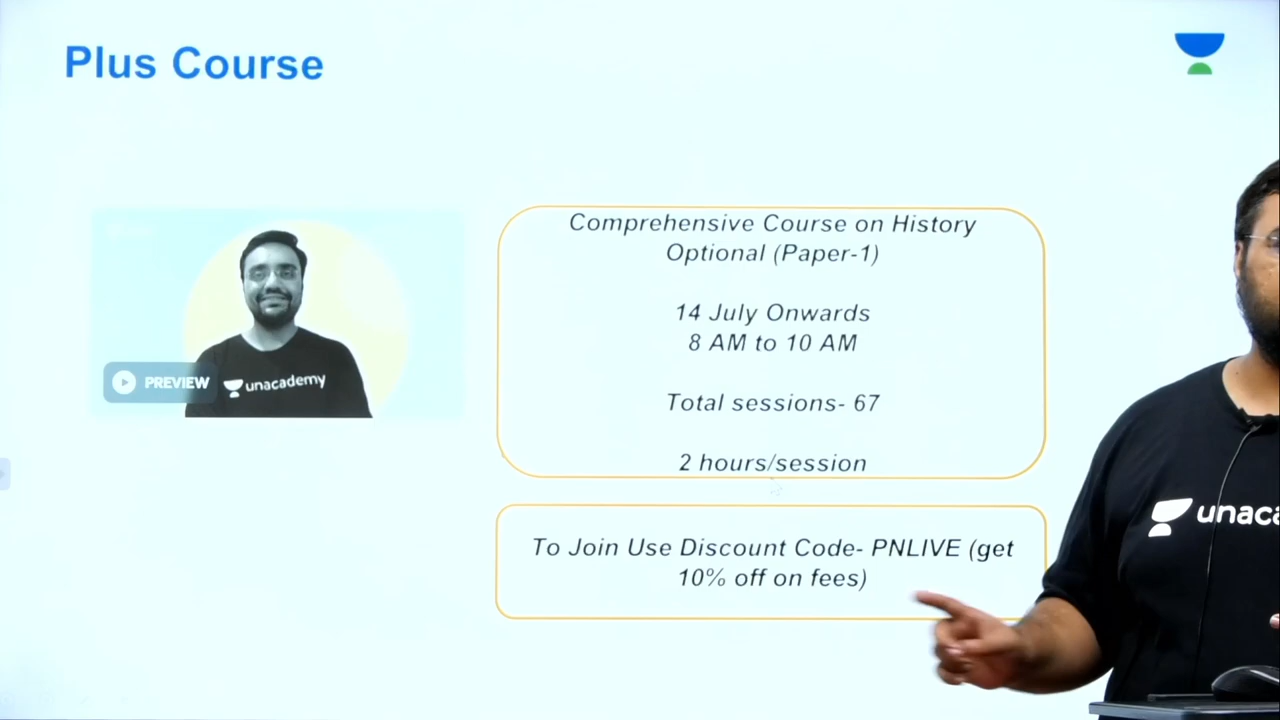 Plus Course
Comprehensive Course on History
Optional (Paper-1)
14 July Onwards
8 AM to 10 AM
Total sessions- 67
2 hours/session
PREVIEW
unacademy
To Join Use Discount Code- PNLIVE (get
10% off on fees)
unaca